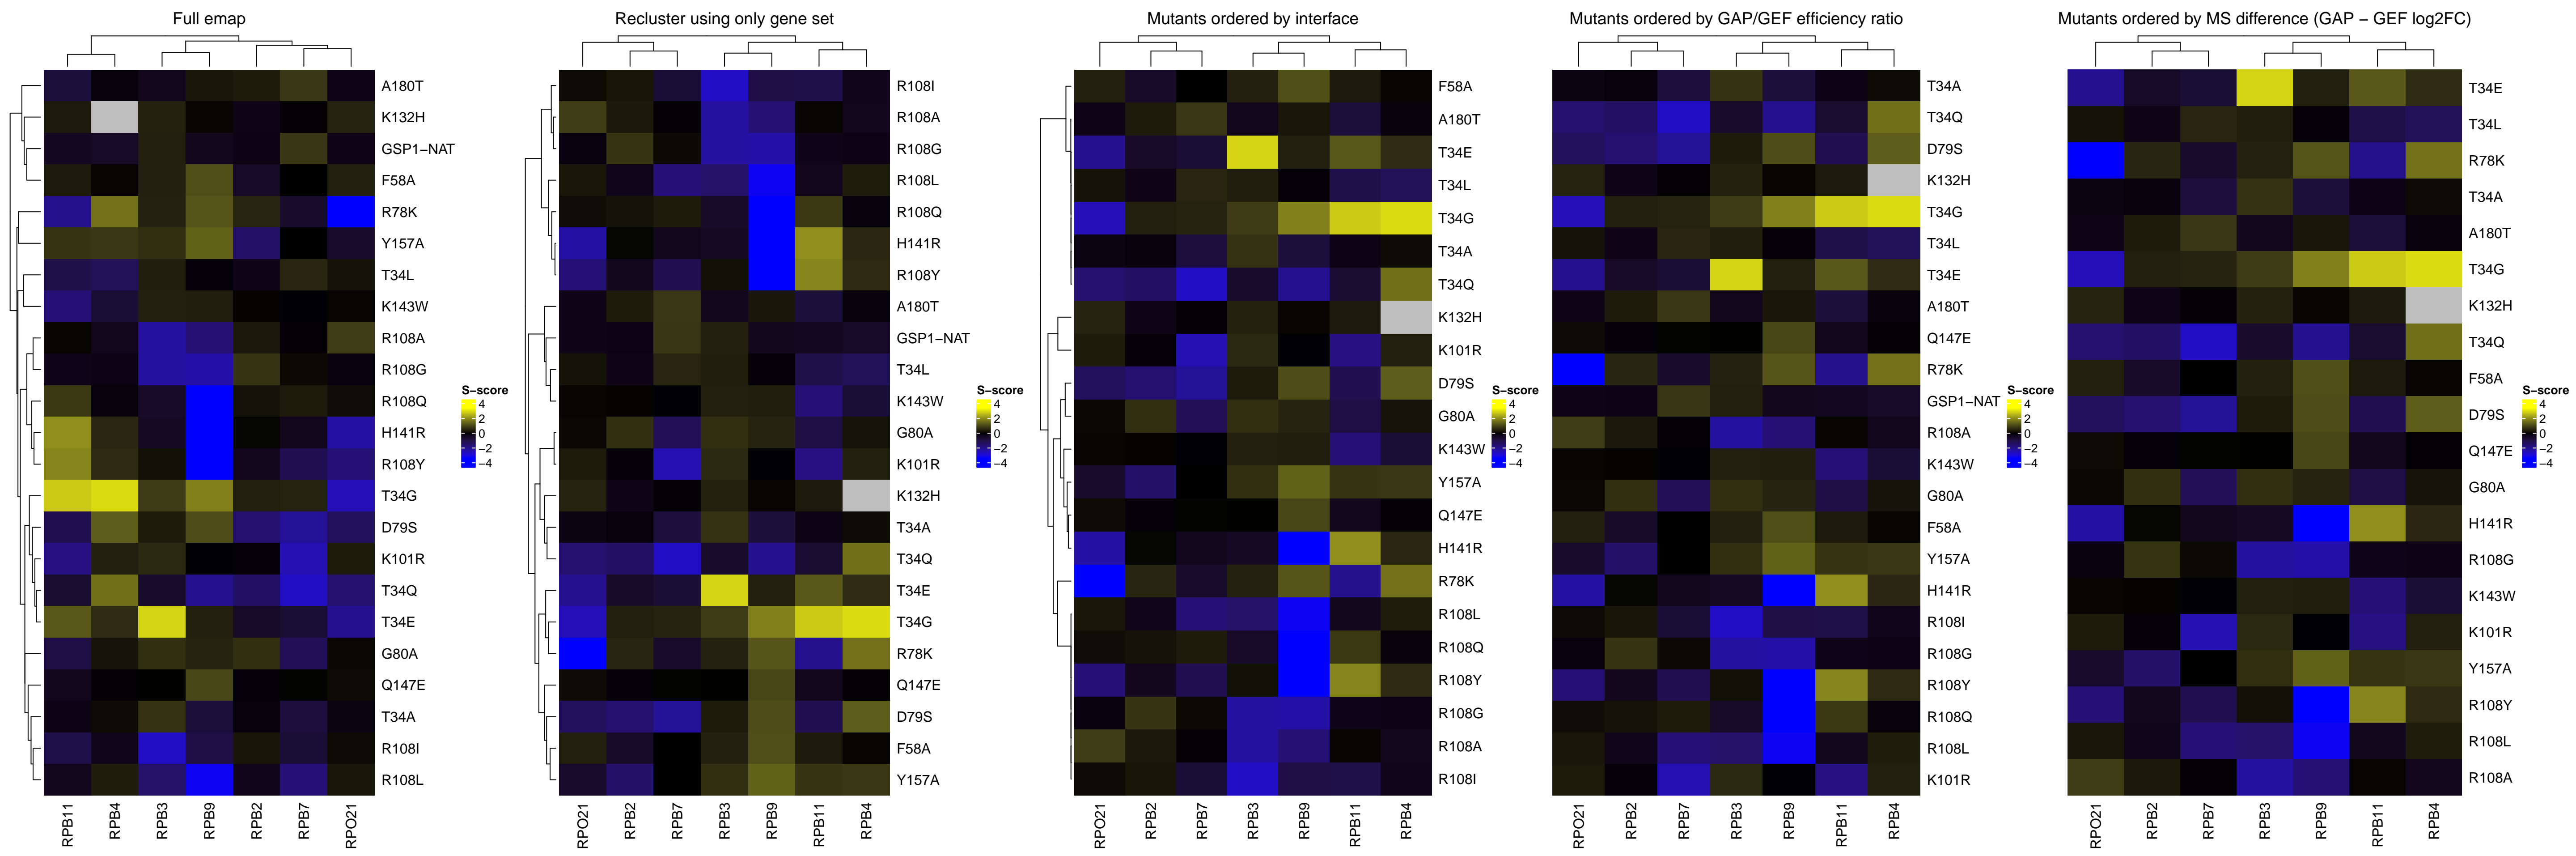 Full emap
A180T
K132H
GSP1−NAT
F58A
R78K
Y157A
T34L
K143W
R108A
R108G
R108Q
H141R
R108Y
T34G
D79S
K101R
T34Q
T34E
G80A
Q147E
T34A
R108I
R108L
RPB11
RPB4
RPB3
RPB9
RPB2
RPB7
RPO21
S−score
4
2
0
−2
−4
Recluster using only gene set
R108I
R108A
R108G
R108L
R108Q
H141R
R108Y
A180T
GSP1−NAT
T34L
K143W
G80A
K101R
K132H
T34A
T34Q
T34E
T34G
R78K
Q147E
D79S
F58A
Y157A
RPO21
RPB2
RPB7
RPB3
RPB9
RPB11
RPB4
S−score
4
2
0
−2
−4
Mutants ordered by interface
F58A
A180T
T34E
T34L
T34G
T34A
T34Q
K132H
K101R
D79S
G80A
K143W
Y157A
Q147E
H141R
R78K
R108L
R108Q
R108Y
R108G
R108A
R108I
RPO21
RPB2
RPB7
RPB3
RPB9
RPB11
RPB4
S−score
4
2
0
−2
−4
Mutants ordered by GAP/GEF efficiency ratio
T34A
T34Q
D79S
K132H
T34G
T34L
T34E
A180T
Q147E
R78K
GSP1−NAT
R108A
K143W
G80A
F58A
Y157A
H141R
R108I
R108G
R108Y
R108Q
R108L
K101R
RPO21
RPB2
RPB7
RPB3
RPB9
RPB11
RPB4
S−score
4
2
0
−2
−4
Mutants ordered by MS difference (GAP − GEF log2FC)
T34E
T34L
R78K
T34A
A180T
T34G
K132H
T34Q
F58A
D79S
Q147E
G80A
H141R
R108G
K143W
K101R
Y157A
R108Y
R108L
R108A
RPO21
RPB2
RPB7
RPB3
RPB9
RPB11
RPB4
S−score
4
2
0
−2
−4